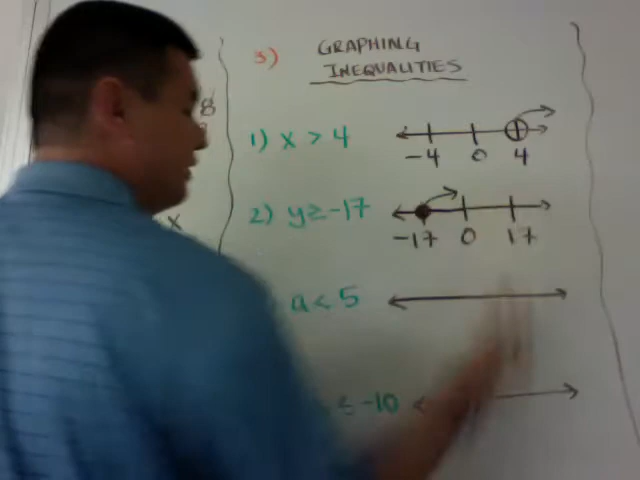 8
x
3) GRAPHING
INEQUALITIES
1) x > 4
-4 0 4
2) y ≥ -17
-17 0 17
a < 5
≤ -10